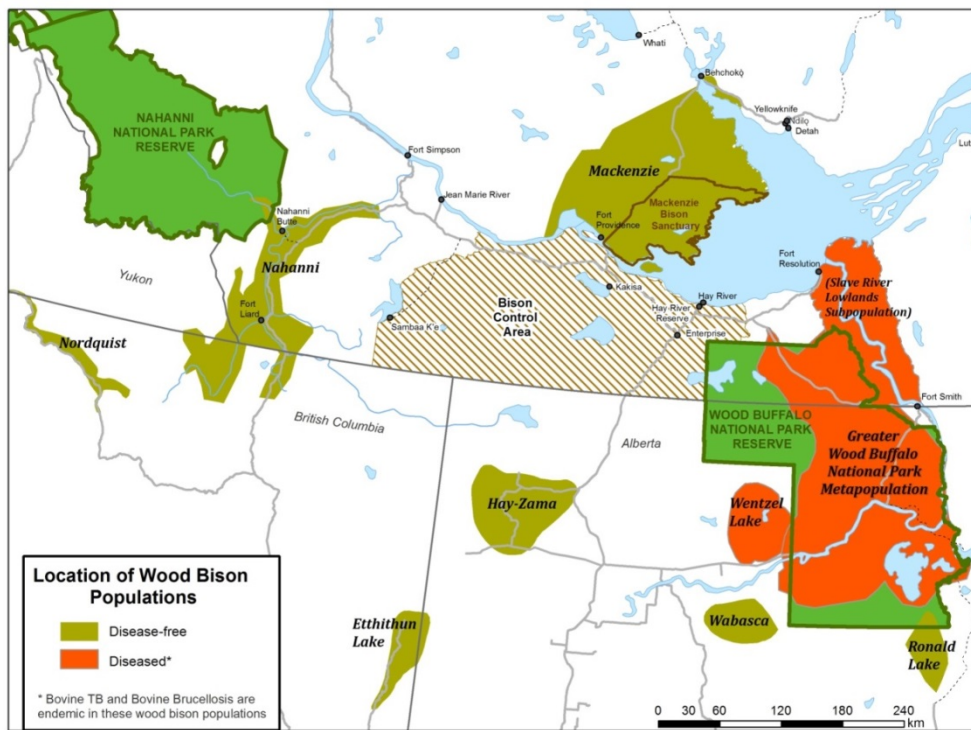 Whati
Behchokǫ̀
Yellowknife
Ndilǫ
Detah
Lut
NAHANNI
NATIONAL PARK
RESERVE
Fort Simpson
Mackenzie
Jean Marie River
Mackenzie
Bison
Sanctuary
Nahanni
Butte
Fort
Providence
Nahanni
Yukon
Fort
Resolution
(Slave River
Lowlands
Subpopulation)
Kakisa
Hay River
Hay River
Reserve
Enterprise
Bison
Control
Area
Fort
Liard
Sambaa K'e
Nordquist
Fort Smith
British Columbia
Alberta
WOOD BUFFALO
NATIONAL PARK
RESERVE
Greater
Wood Buffalo
National Park
Metapopulation
Hay-Zama
Wentzel
Lake
Location of Wood Bison
Populations
Disease-free
Diseased*
* Bovine TB and Bovine Brucellosis are
endemic in these wood bison populations
Etthithun
Lake
Wabasca
Ronald
Lake
0 30 60 120 180 240
km